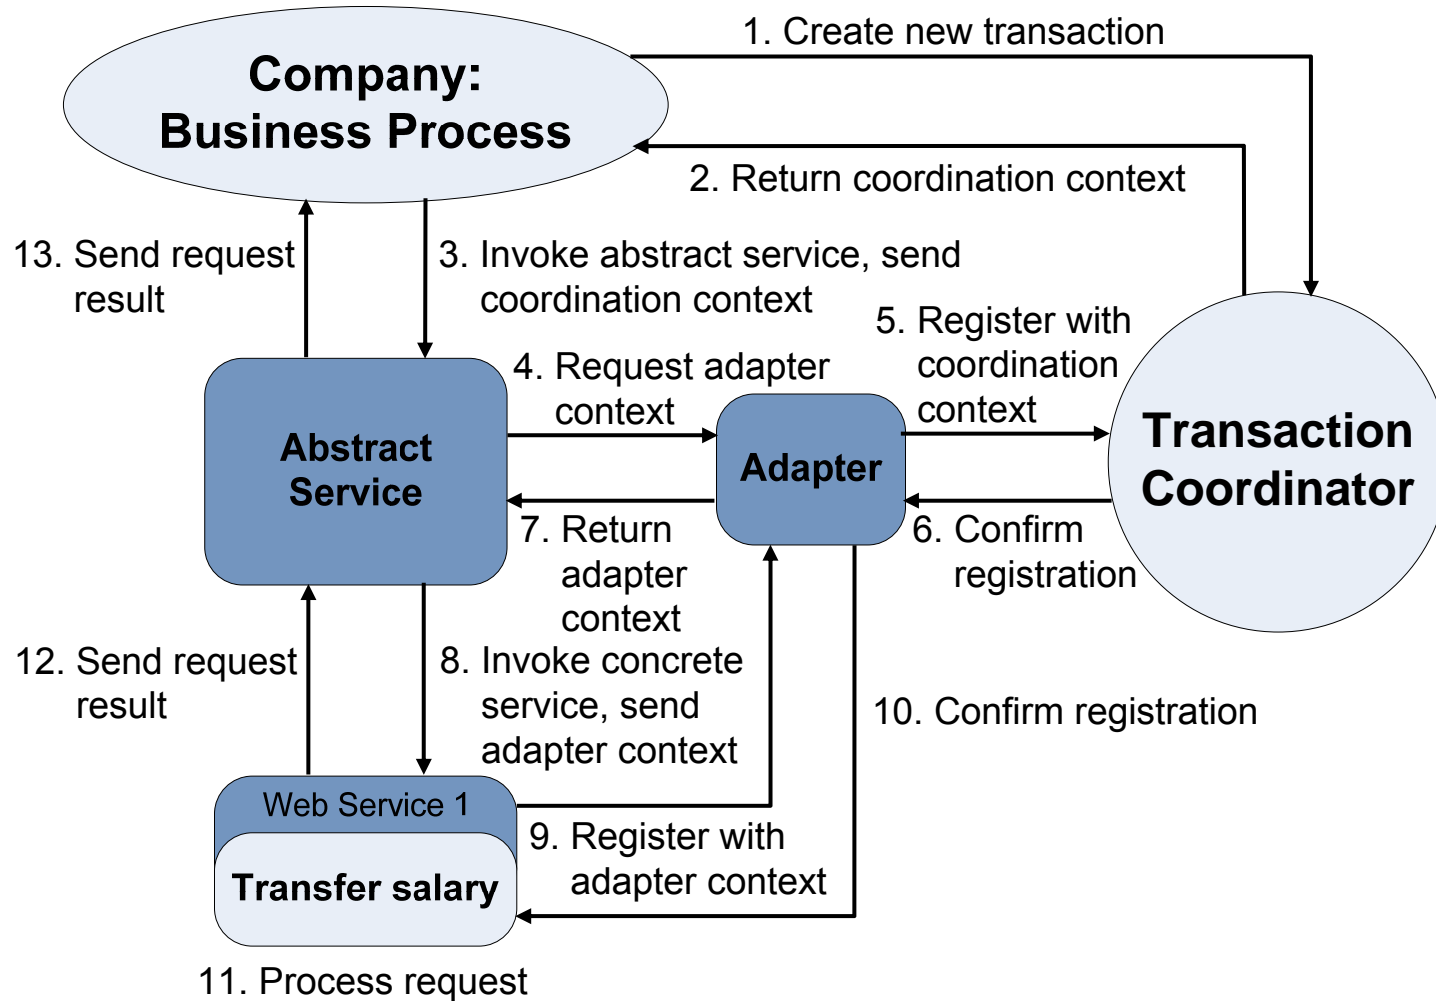 1. Create new transaction
Company:
Business Process
2. Return coordination context
13. Send request
result
3. Invoke abstract service, send
coordination context
4. Request adapter
context
5. Register with
coordination
context
Abstract
Service
Adapter
Transaction
Coordinator
7. Return
adapter
context
6. Confirm
registration
12. Send request
result
8. Invoke concrete
service, send
adapter context
10. Confirm registration
Web Service 1
Transfer salary
9. Register with
adapter context
11. Process request